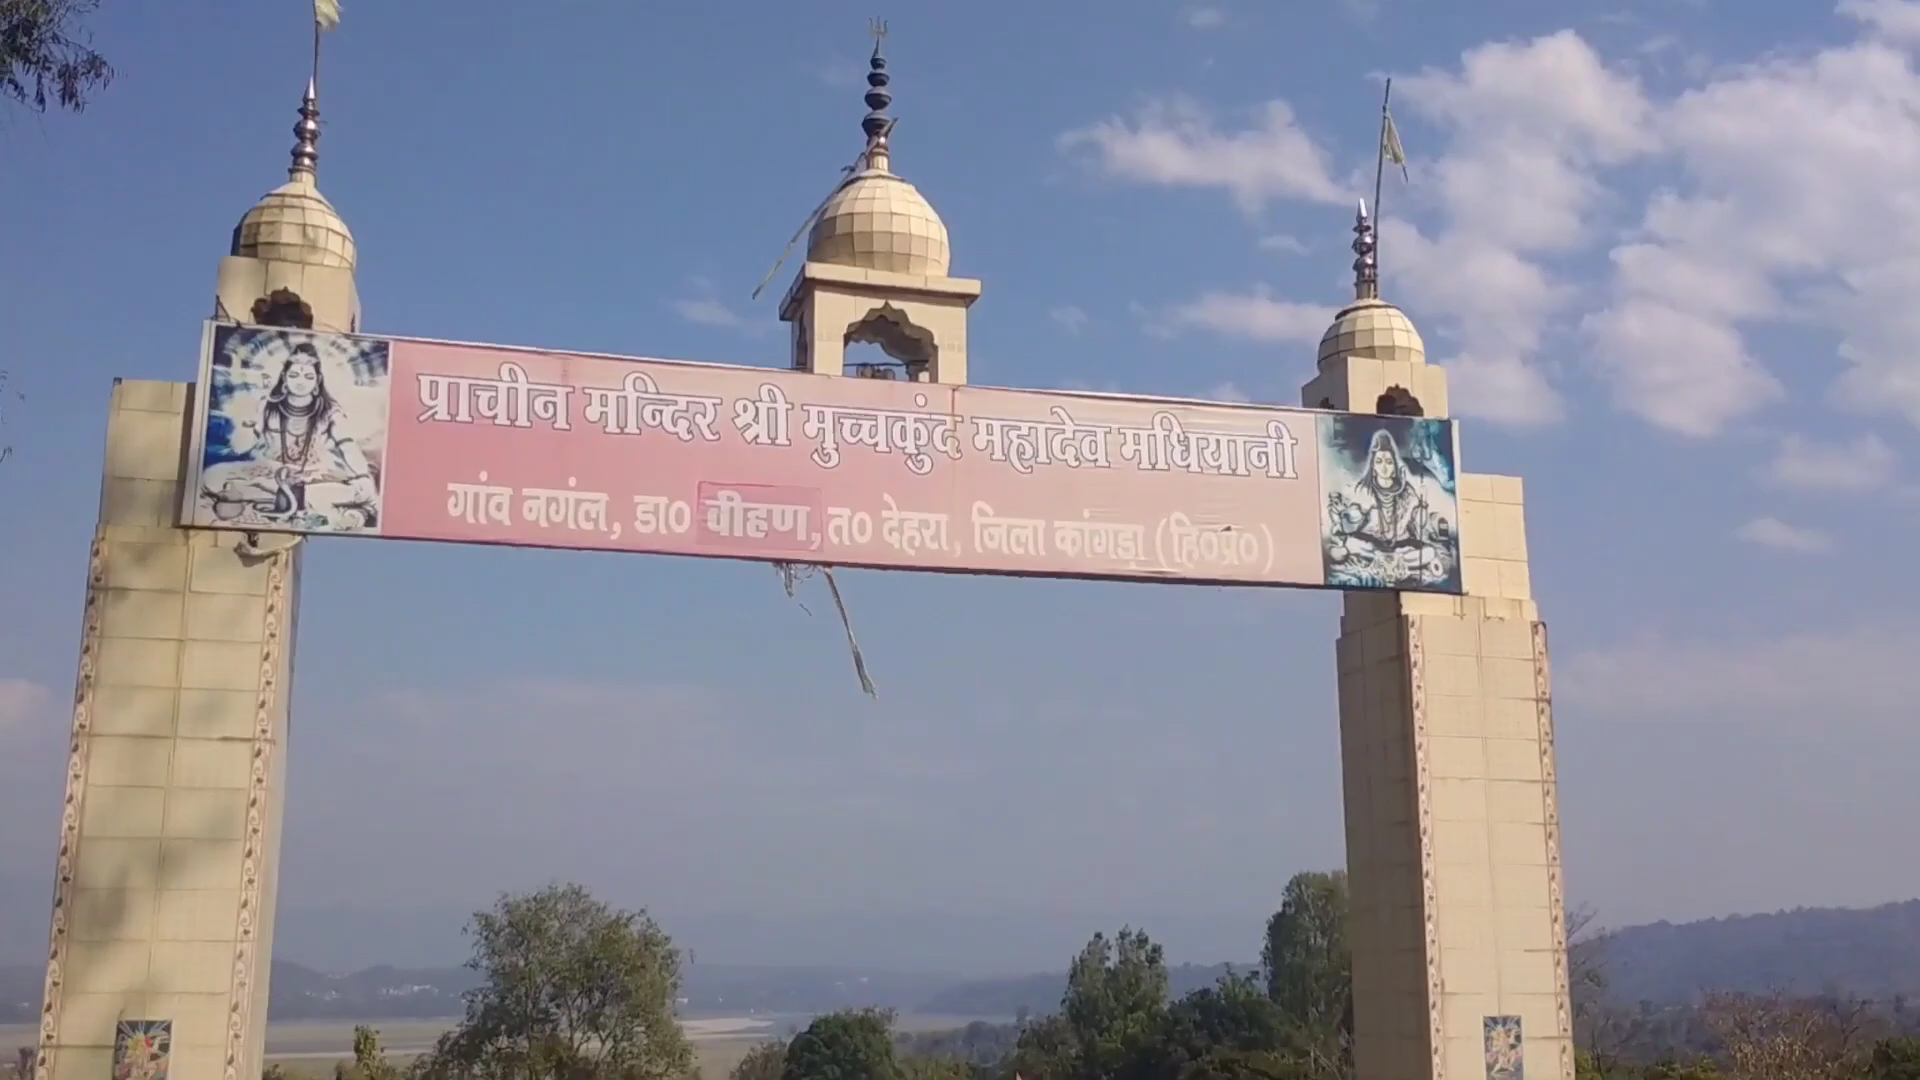 प्राचीन मन्दिर श्री मुच्चकुंद महादेव मधियानी
गांव नगंल, डा० बीहण, त० देहरा, जिला कांगडा (हि०प्र०)